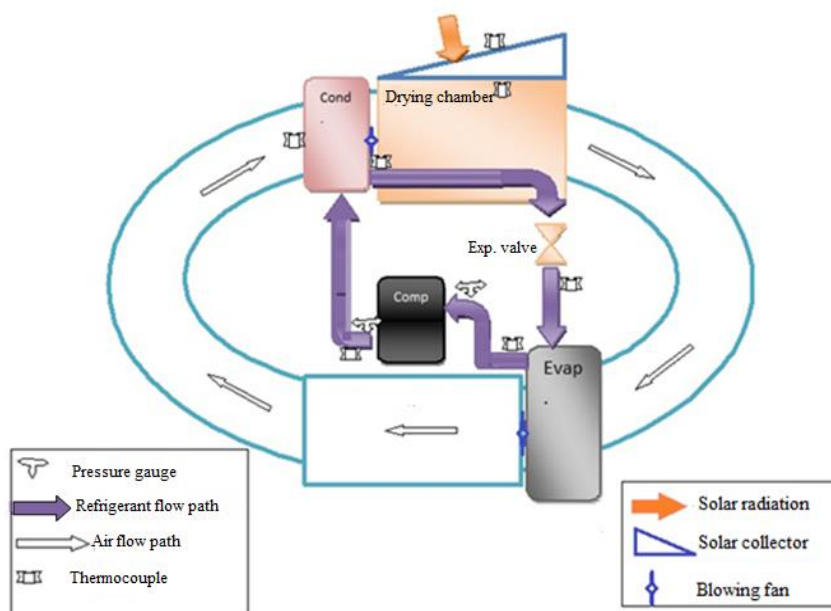 Cond
Drying chamber
Exp. valve
Comp
Evap
Pressure gauge
Refrigerant flow path
Air flow path
Thermocouple
Solar radiation
Solar collector
Blowing fan